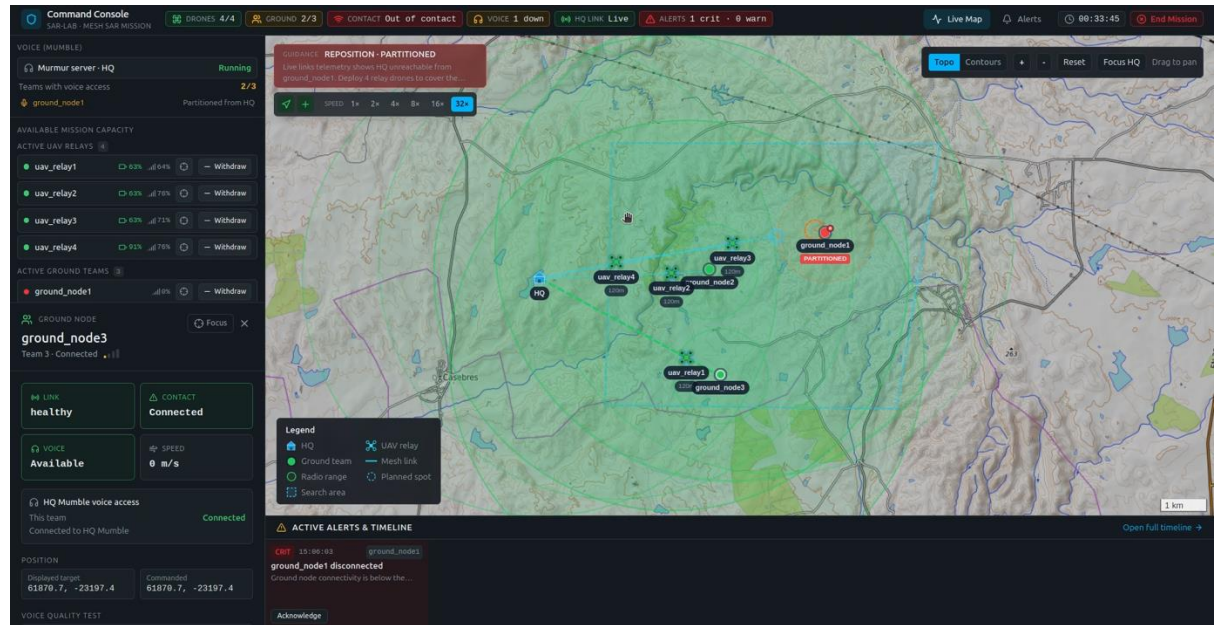 Command Console
SAR-LAB · MESH SAR MISSION
DRONES 4/4
GROUND 2/3
CONTACT Out of contact
VOICE 1 down
HQ LINK Live
ALERTS 1 crit · 0 warn
Live Map
Alerts
00:33:45
End Mission
VOICE (MUMBLE)
Murmur server · HQ Running
Teams with voice access 2/3
ground_node1 Partitioned from HQ
AVAILABLE MISSION CAPACITY
ACTIVE UAV RELAYS 4
uav_relay1 63% 64% — Withdraw
uav_relay2 63% 78% — Withdraw
uav_relay3 63% 71% — Withdraw
uav_relay4 91% 78% — Withdraw
ACTIVE GROUND TEAMS 3
ground_node1 0% — Withdraw
GROUND NODE
Focus
ground_node3
Team 3 · Connected
LINK
healthy
CONTACT
Connected
VOICE
Available
SPEED
0 m/s
HQ Mumble voice access
This team Connected
Connected to HQ Mumble
POSITION
Displayed target
61870.7, -23197.4
Commanded
61870.7, -23197.4
VOICE QUALITY TEST
GUIDANCE REPOSITION · PARTITIONED
Live links telemetry shows HQ unreachable from
ground_node1. Deploy 4 relay drones to cover the...
SPEED 1× 2× 4× 8× 16× 32×
Topo Contours + - Reset Focus HQ Drag to pan
ground_node1
PARTITIONED
uav_relay3
120m
uav_relay4
120m
ground_node2
uav_relay2
120m
HQ
uav_relay1
ground_node3
Casebres
263
Legend
HQ
UAV relay
Ground team
Mesh link
Radio range
Planned spot
Search area
1 km
ACTIVE ALERTS & TIMELINE
Open full timeline →
CRIT 15:06:03 ground_node1
ground_node1 disconnected
Ground node connectivity is below the...
Acknowledge